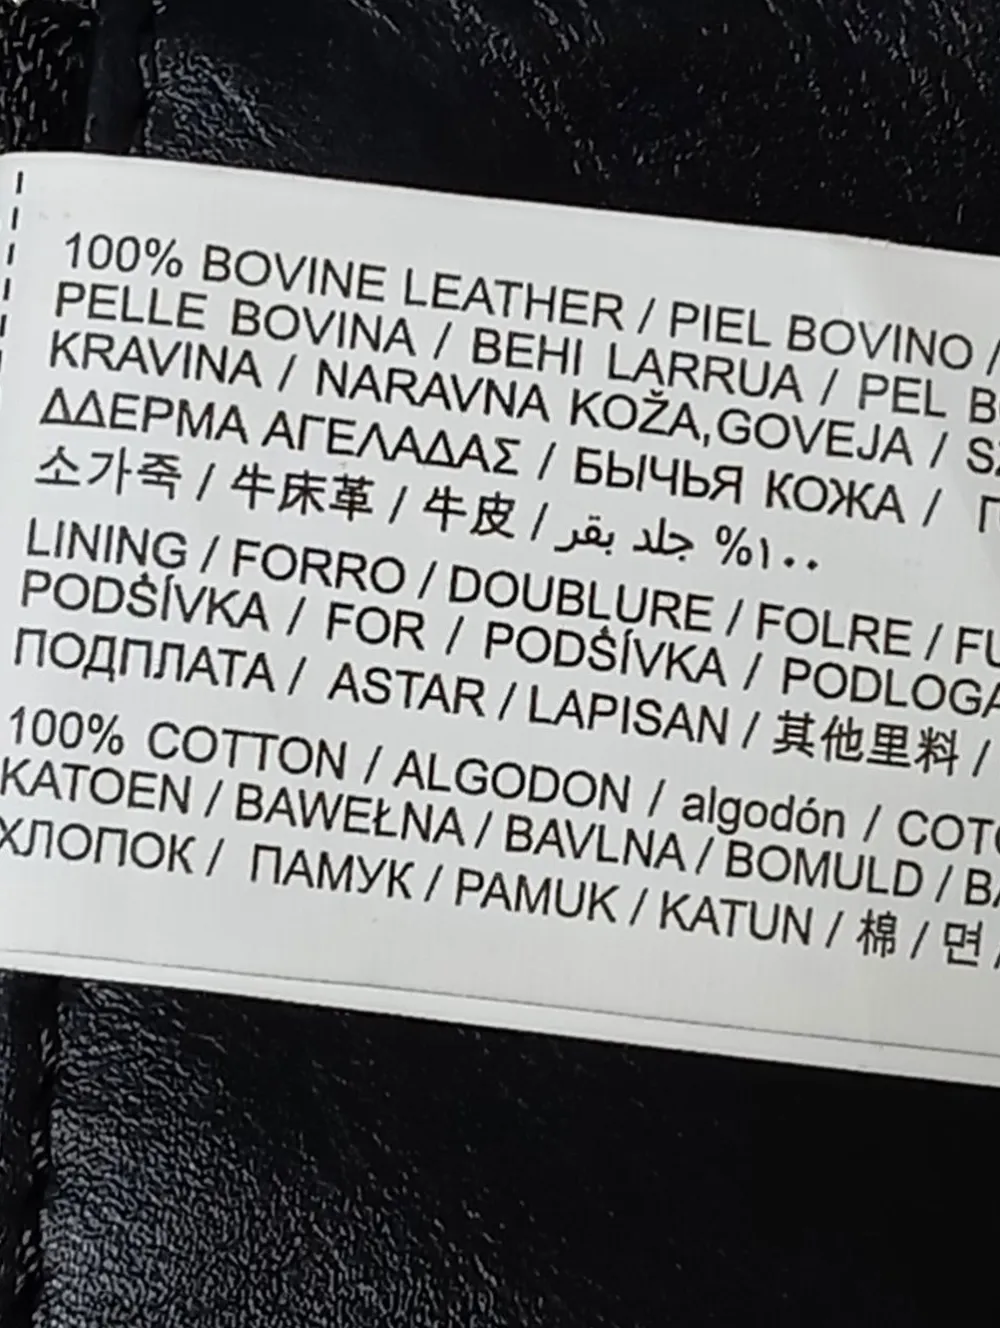 100% BOVINE LEATHER / PIEL BOVINO /
PELLE BOVINA / BEHI LARRUA / PEL
KRAVINA / NARAVNA KOŽA,GOVEJA /
ΔΔΕΡΜΑ ΑΓΕΛΑΔΑΣ / БЫЧЬЯ КОЖА /
소가죽 / 牛床革 / 牛皮 / جلد بقر %١٠٠
LINING / FORRO / DOUBLURE / FOLRE /
PODŠÍVKA / FOR / PODŠÍVKA / PODLOGA
ПОДПЛАТА / ASTAR / LAPISAN / 其他里料 /
100% COTTON / ALGODON / algodón /
KATOEN / BAWEŁNA / BAVLNA / BOMULD /
ХЛОПОК / ПАМУК / PAMUK / KATUN / 棉 / 면 /